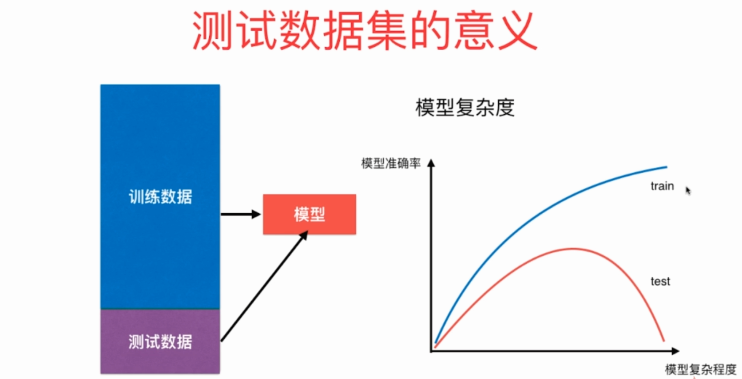 测试数据集的意义
训练数据
测试数据
模型
模型复杂度
模型准确率
train
test
模型复杂程度